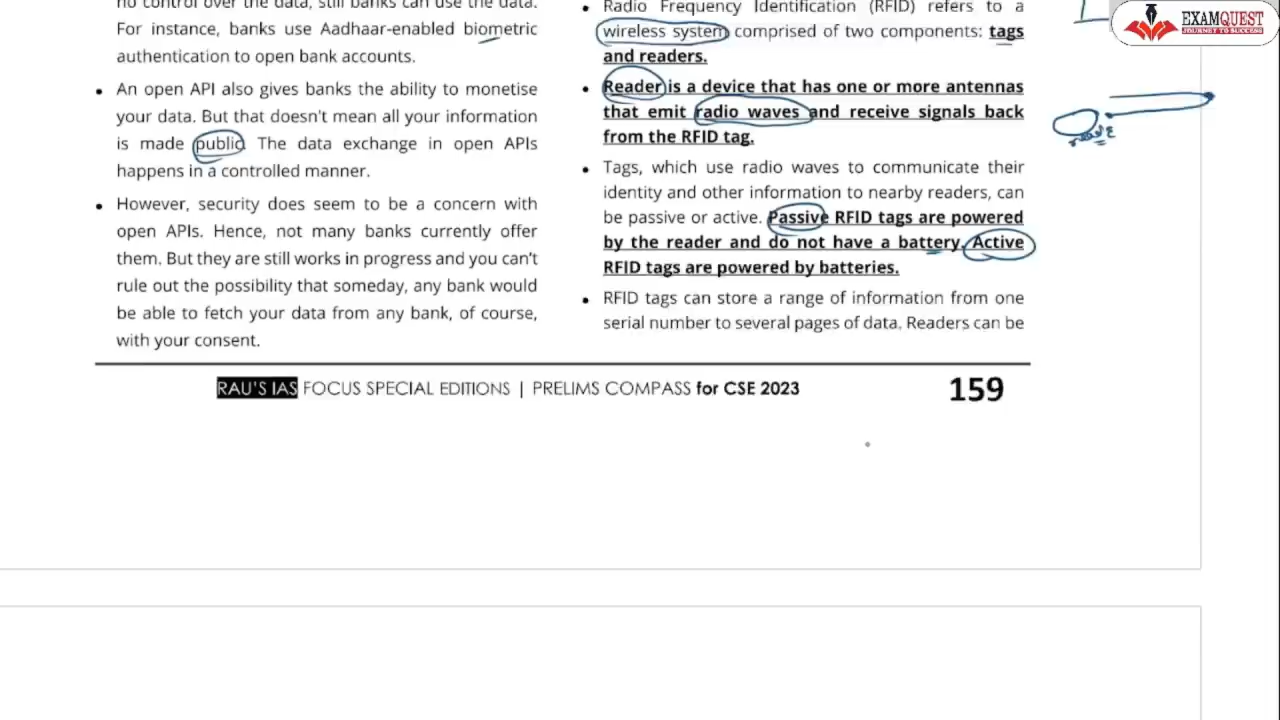 no control over the data, still banks can use the data.
For instance, banks use Aadhaar-enabled biometric
authentication to open bank accounts.
• An open API also gives banks the ability to monetise
your data. But that doesn't mean all your information
is made public. The data exchange in open APIs
happens in a controlled manner.
• However, security does seem to be a concern with
open APIs. Hence, not many banks currently offer
them. But they are still works in progress and you can't
rule out the possibility that someday, any bank would
be able to fetch your data from any bank, of course,
with your consent.
• Radio Frequency Identification (RFID) refers to a
wireless system comprised of two components: tags
and readers.
• Reader is a device that has one or more antennas
that emit radio waves and receive signals back
from the RFID tag.
• Tags, which use radio waves to communicate their
identity and other information to nearby readers, can
be passive or active. Passive RFID tags are powered
by the reader and do not have a battery. Active
RFID tags are powered by batteries.
• RFID tags can store a range of information from one
serial number to several pages of data. Readers can be
RAU'S IAS FOCUS SPECIAL EDITIONS | PRELIMS COMPASS for CSE 2023
159
EXAMQUEST
JOURNEY TO SUCCESS